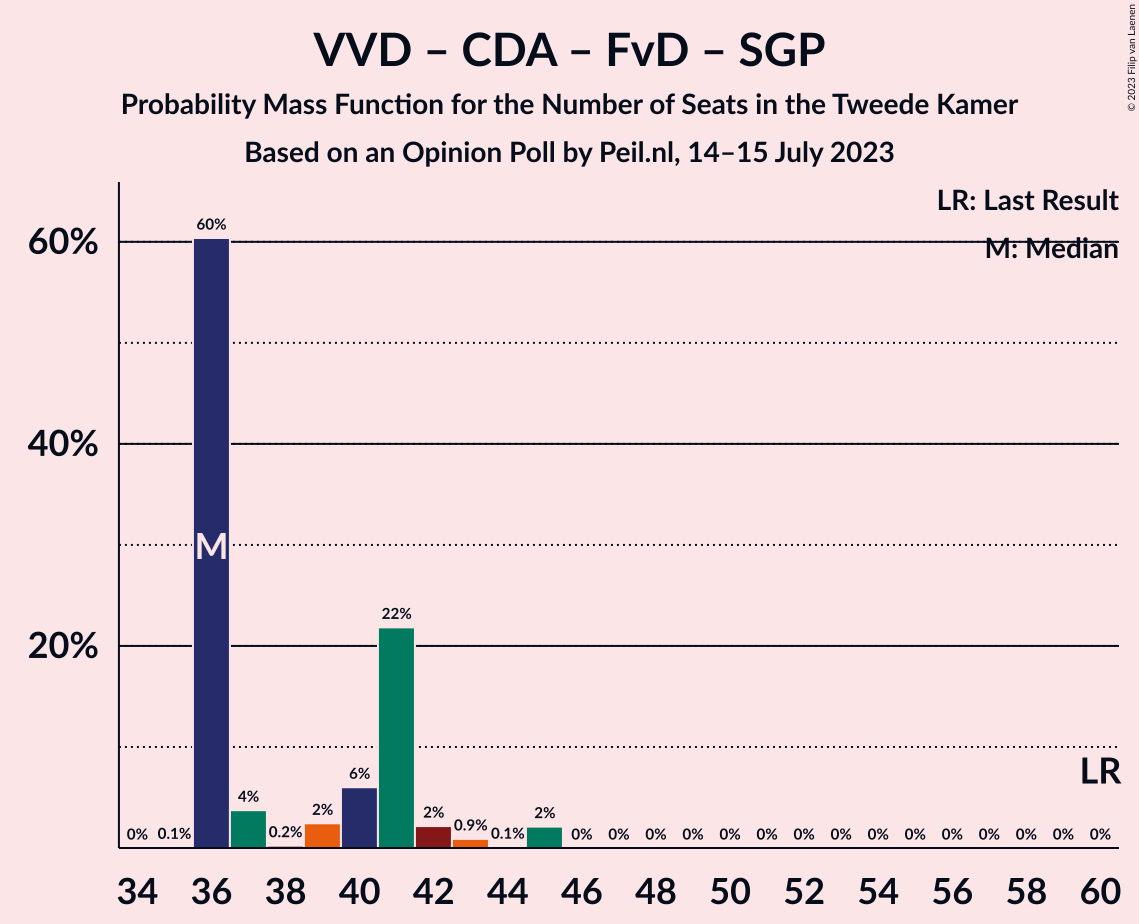 VVD – CDA – FvD – SGP
Probability Mass Function for the Number of Seats in the Tweede Kamer
Based on an Opinion Poll by Peil.nl, 14–15 July 2023
© 2023 Filip van Laenen
LR: Last Result
M: Median
60%
40%
20%
60%
M
22%
LR
0% 0.1% 4% 0.2% 2% 6% 2% 0.9% 0.1% 2% 0% 0% 0% 0% 0% 0% 0% 0% 0% 0% 0% 0% 0% 0% 0%
34 36 38 40 42 44 46 48 50 52 54 56 58 60